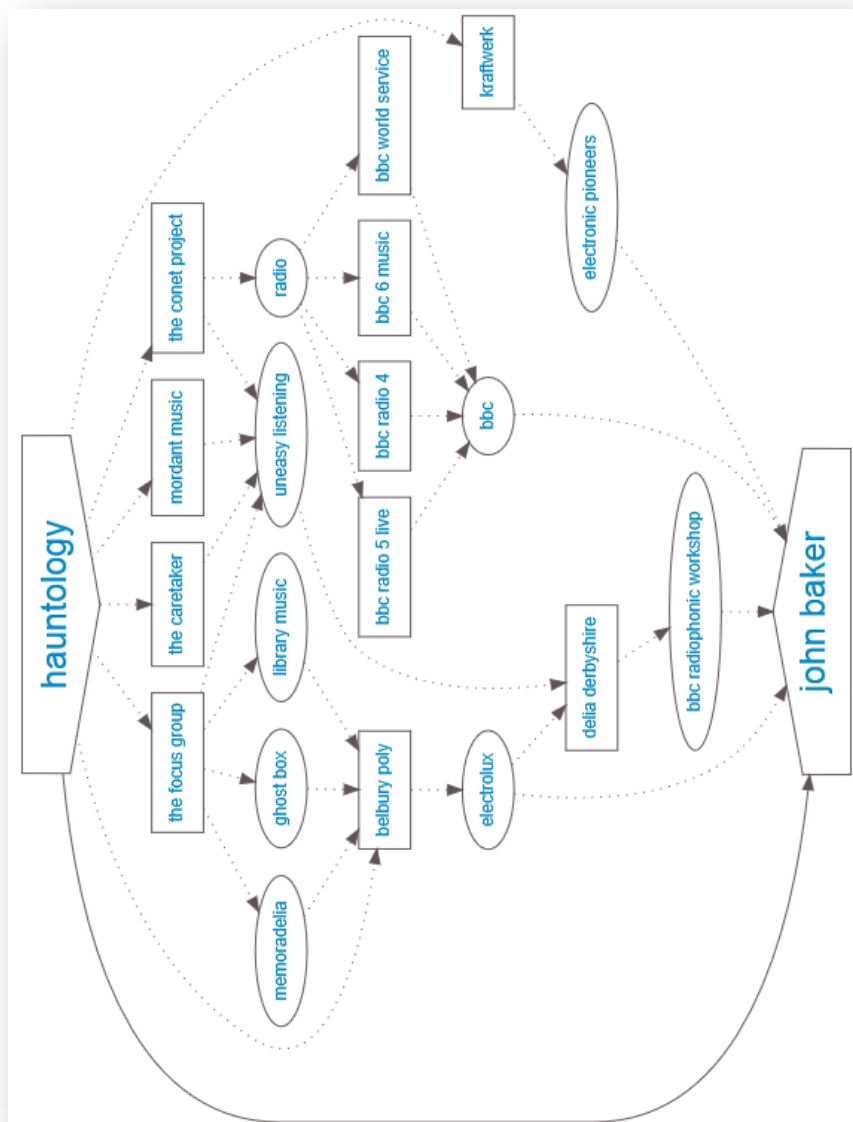 hauntology
the focus group
the caretaker
mordant music
the conet project
memoradelia
ghost box
library music
uneasy listening
radio
belbury poly
bbc radio 5 live
bbc radio 4
bbc 6 music
bbc world service
electrolux
bbc
kraftwerk
delia derbyshire
electronic pioneers
bbc radiophonic workshop
john baker